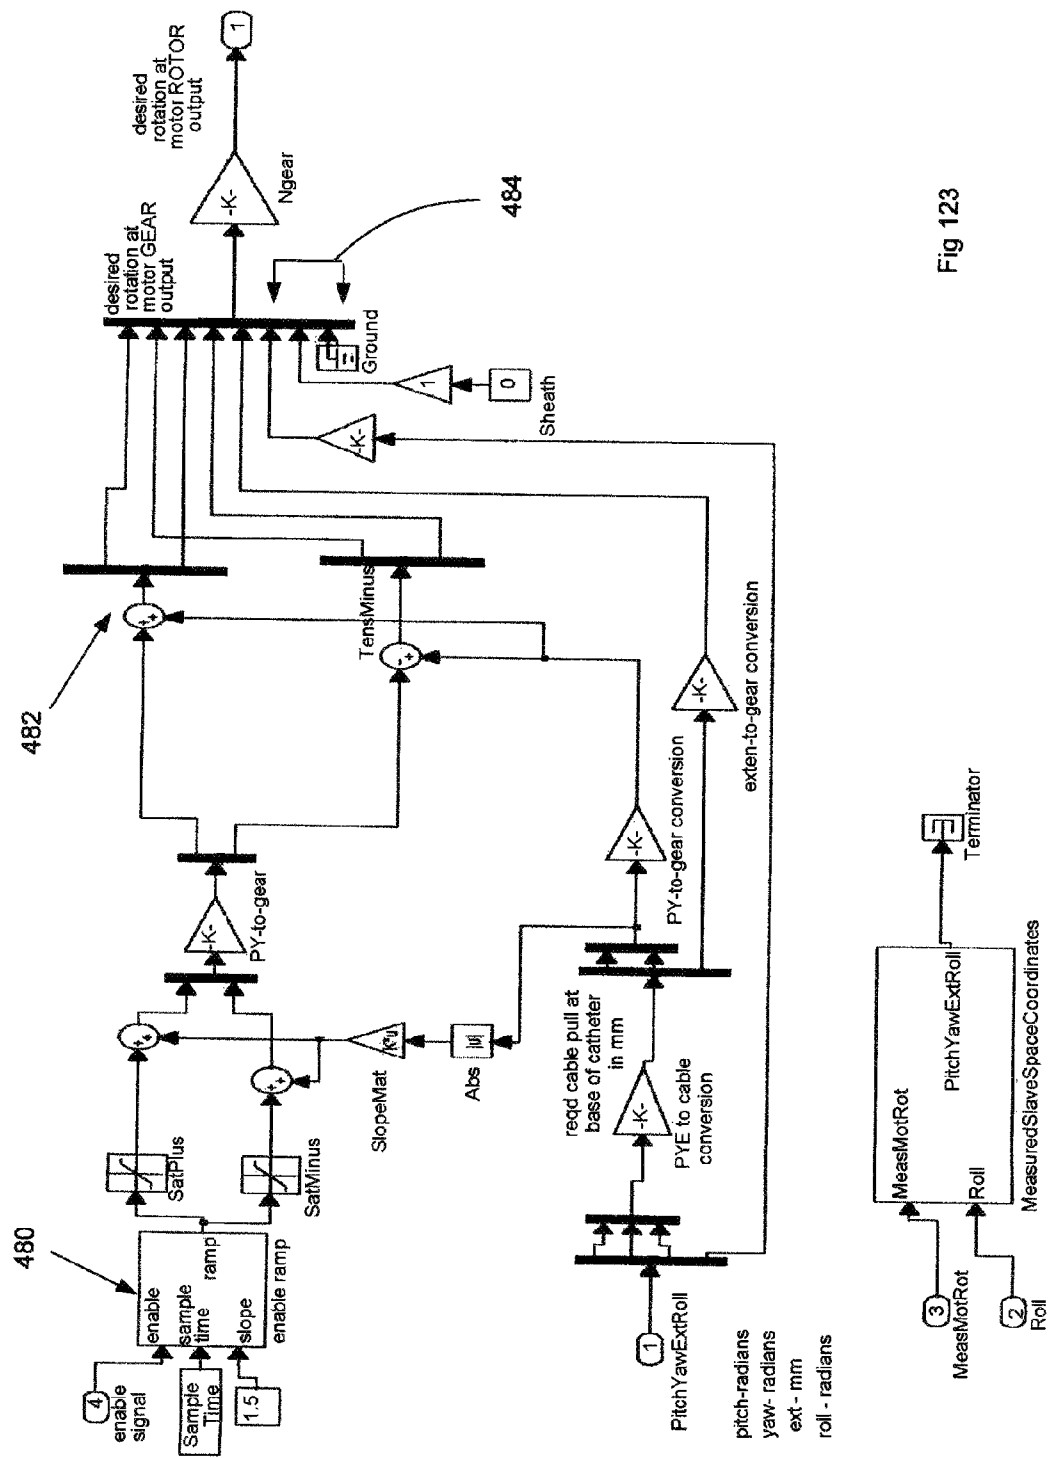 480
4
enable
signal
Sample
Time
1.5
enable
sample
time
slope
ramp
enable ramp
SatPlus
SatMinus
SlopeMat
K*u
Abs
|u|
-K-
PY-to-gear
482
TensMinus
desired
rotation at
motor GEAR
output
-K-
Ngear
desired
rotation at
motor ROTOR
output
1
484
Ground
1
0
Sheath
-K-
1
PitchYawExtRoll
pitch-radians
yaw- radians
ext - mm
roll - radians
-K-
PYE to cable
conversion
reqd cable pull at
base of catheter
in mm
-K-
PY-to-gear conversion
-K-
exten-to-gear conversion
3
MeasMotRot
2
Roll
MeasMotRot
Roll
PitchYawExtRoll
MeasuredSlaveSpaceCoordinates
Terminator
Fig 123